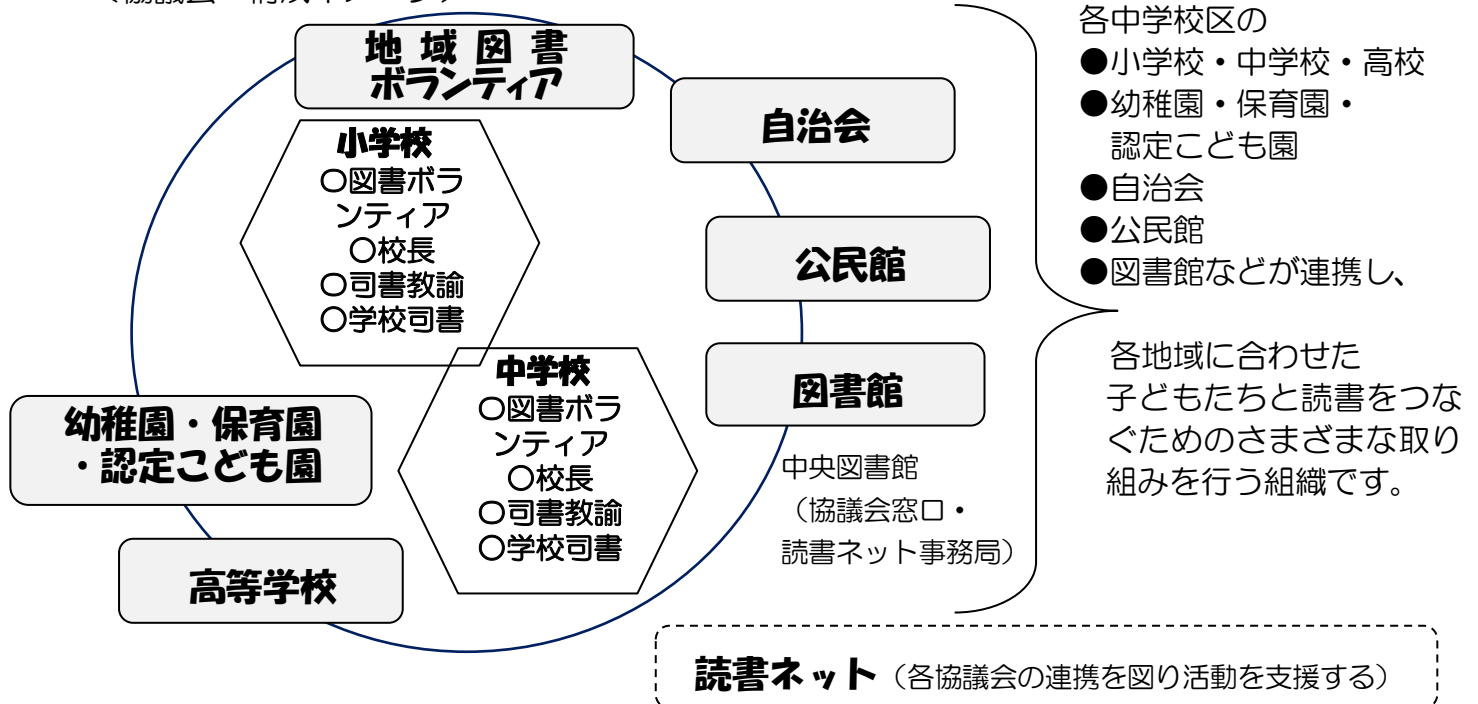 地域図書
ボランティア
自治会
小学校
〇図書ボラ
ンティア
〇校長
〇司書教諭
〇学校司書
公民館
中学校
〇図書ボラ
ンティア
〇校長
〇司書教諭
〇学校司書
図書館
幼稚園・保育園
・認定こども園
中央図書館
（協議会窓口・
読書ネット事務局）
高等学校
各中学校区の
●小学校・中学校・高校
●幼稚園・保育園・
認定こども園
●自治会
●公民館
●図書館などが連携し、
各地域に合わせた
子どもたちと読書をつな
ぐためのさまざまな取り
組みを行う組織です。
読書ネット（各協議会の連携を図り活動を支援する）